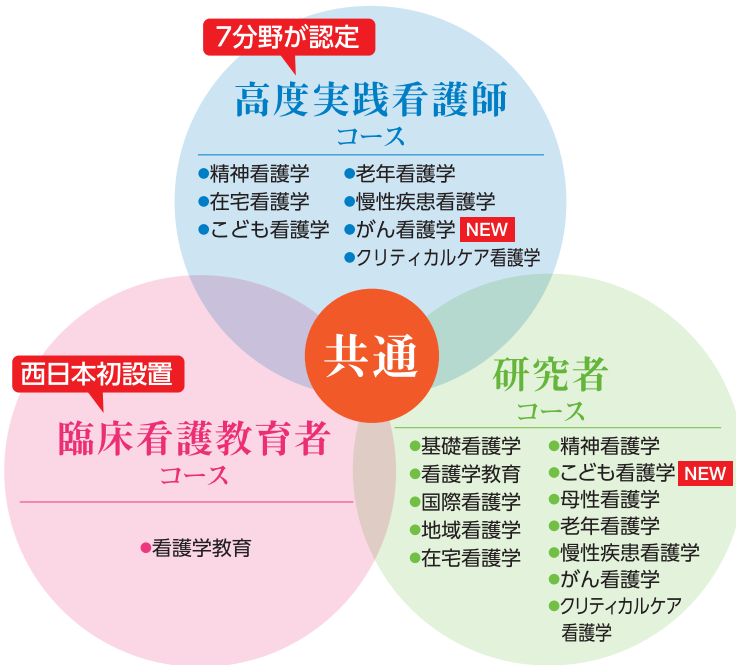 7分野が認定
高度実践看護師
コース
●精神看護学
●在宅看護学
●こども看護学
●老年看護学
●慢性疾患看護学
●がん看護学 NEW
●クリティカルケア看護学
共通
西日本初設置
臨床看護教育者
コース
●看護学教育
研究者
コース
●基礎看護学
●看護学教育
●国際看護学
●地域看護学
●在宅看護学
●精神看護学
●こども看護学 NEW
●母性看護学
●老年看護学
●慢性疾患看護学
●がん看護学
●クリティカルケア
看護学